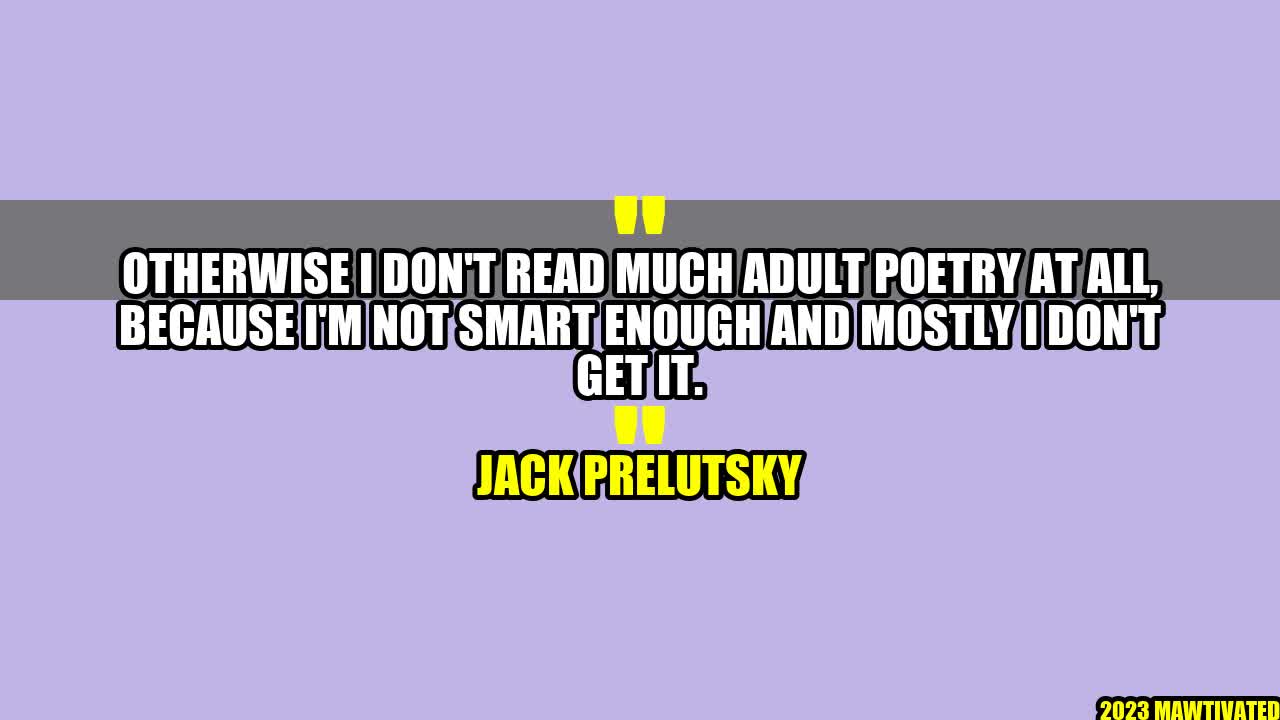 "
OTHERWISE I DON'T READ MUCH ADULT POETRY AT ALL,
BECAUSE I'M NOT SMART ENOUGH AND MOSTLY I DON'T
GET IT.
"
JACK PRELUTSKY
2023 MAWTIVATED